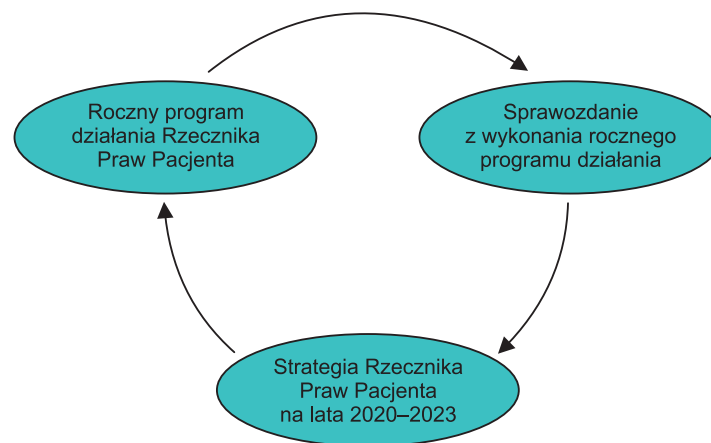 Roczny program
działania Rzecznika
Praw Pacjenta
Sprawozdanie
z wykonania rocznego
programu działania
Strategia Rzecznika
Praw Pacjenta
na lata 2020–2023